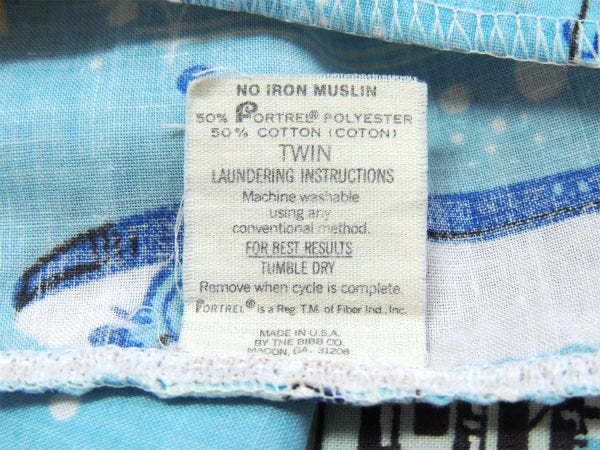 NO IRON MUSLIN
50% PORTREL® POLYESTER
50% COTTON (COTON)
TWIN
LAUNDERING INSTRUCTIONS
Machine washable
using any
conventional method.
FOR BEST RESULTS
TUMBLE DRY
Remove when cycle is complete.
PORTREL® is a Reg. T.M. of Fiber Ind., Inc.
MADE IN U.S.A.
BY THE BIBB CO.
MACON, GA. 31208